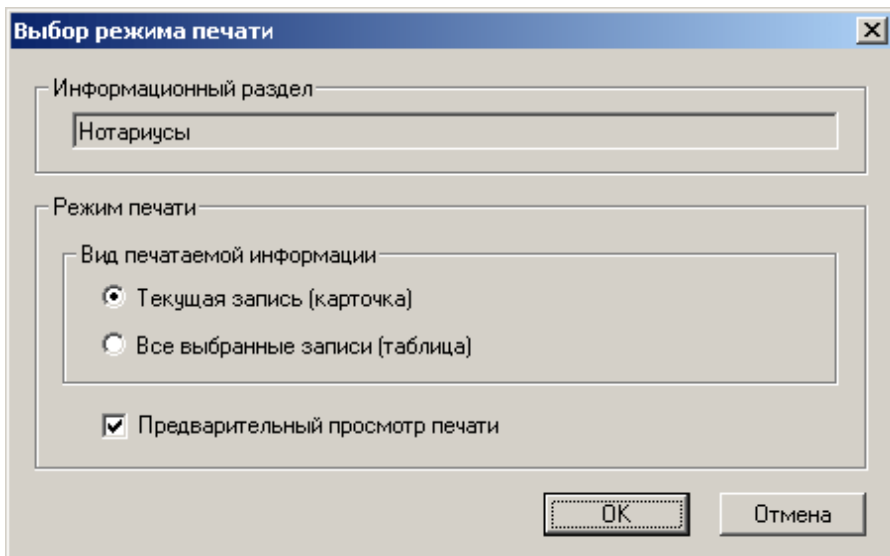 Выбор режима печати
Информационный раздел
Нотариусы
Режим печати
Вид печатаемой информации
Текущая запись (карточка)
Все выбранные записи (таблица)
Предварительный просмотр печати
OK
Отмена